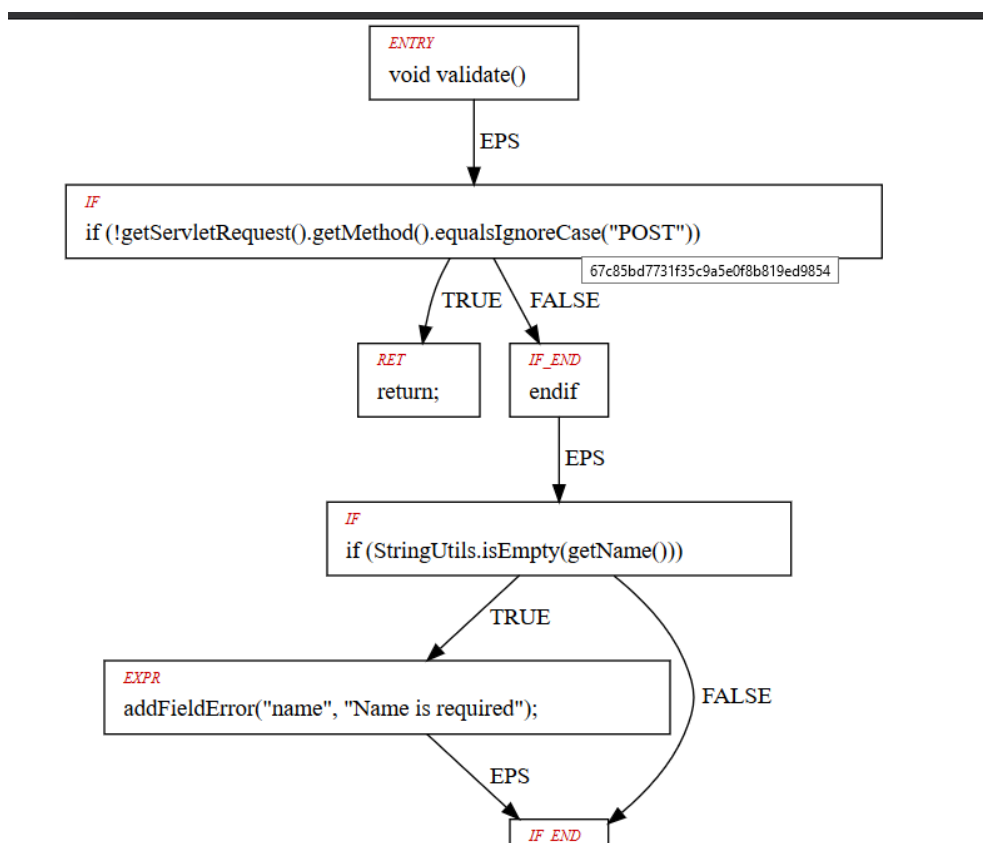 ENTRY
void validate()
EPS
IF
if (!getServletRequest().getMethod().equalsIgnoreCase("POST"))
67c85bd7731f35c9a5e0f8b819ed9854
TRUE
FALSE
RET
return;
IF_END
endif
EPS
IF
if (StringUtils.isEmpty(getName()))
TRUE
EXPR
addFieldError("name", "Name is required");
FALSE
EPS
IF_END